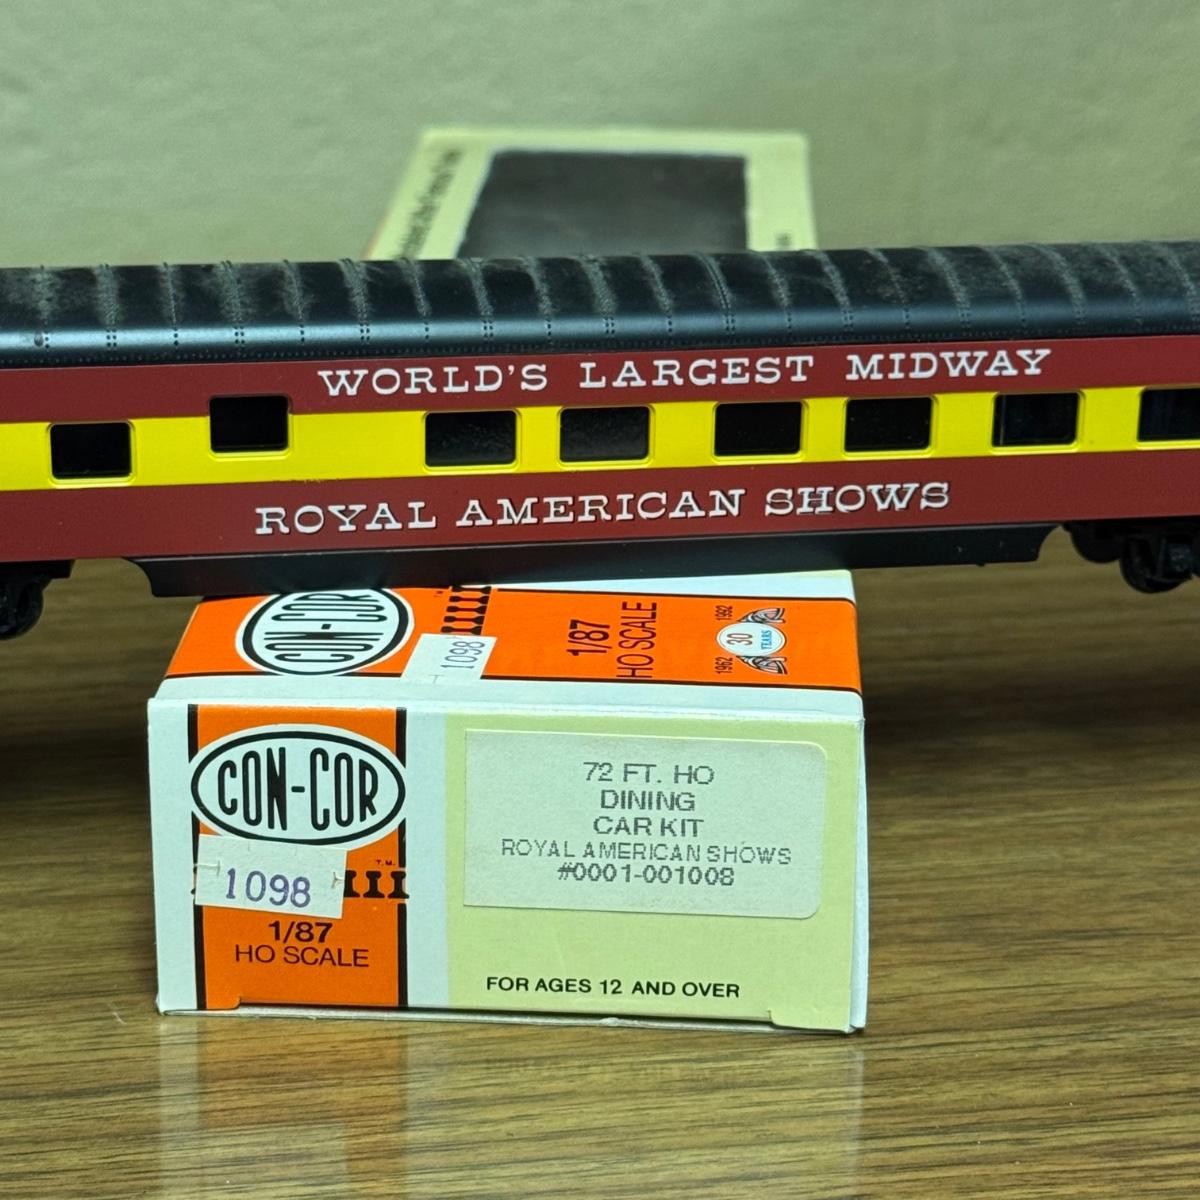 WORLD'S LARGEST MIDWAY
ROYAL AMERICAN SHOWS
CON-COR
1098
1/87
HO SCALE
1962 1992
30
YEARS
CON-COR
T.M.
1098
1/87
HO SCALE
72 FT. HO
DINING
CAR KIT
ROYAL AMERICAN SHOWS
#0001-001008
FOR AGES 12 AND OVER